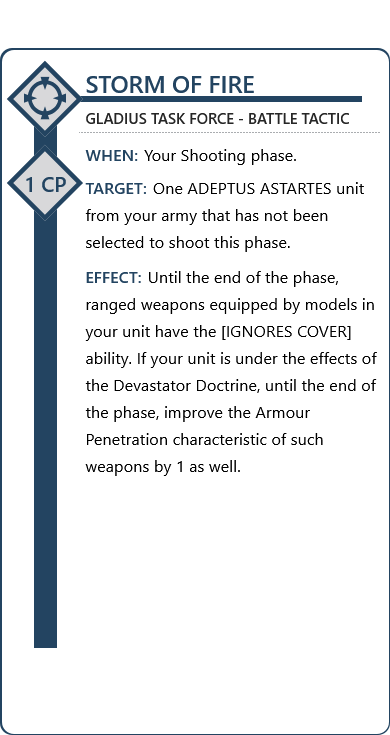 STORM OF FIRE
GLADIUS TASK FORCE - BATTLE TACTIC
1 CP
WHEN: Your Shooting phase.
TARGET: One ADEPTUS ASTARTES unit
from your army that has not been
selected to shoot this phase.
EFFECT: Until the end of the phase,
ranged weapons equipped by models in
your unit have the [IGNORES COVER]
ability. If your unit is under the effects of
the Devastator Doctrine, until the end of
the phase, improve the Armour
Penetration characteristic of such
weapons by 1 as well.